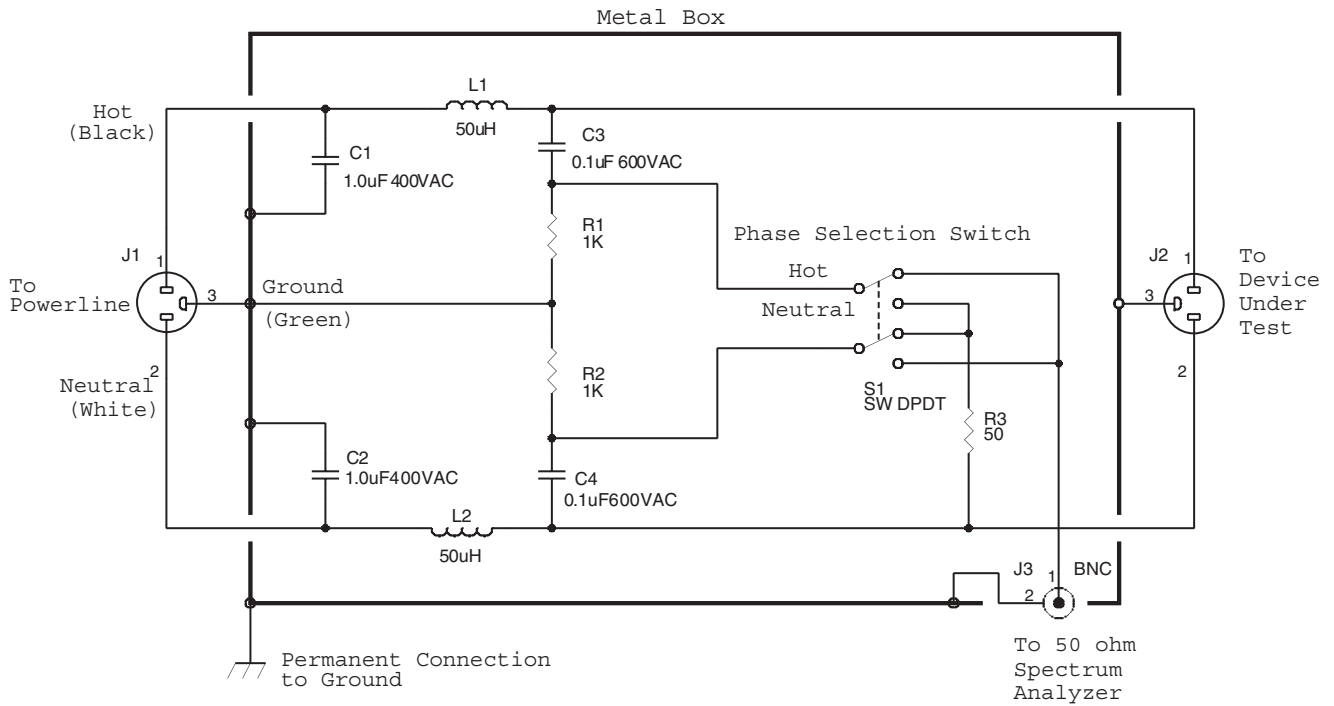 Metal Box
Hot
(Black)
L1
50uH
C1
1.0uF 400VAC
C3
0.1uF 600VAC
R1
1K
Phase Selection Switch
Hot
Neutral
J1
1
To
Powerline
3
Ground
(Green)
2
Neutral
(White)
R2
1K
S1
SW DPDT
R3
50
J2
1
3
2
To
Device
Under
Test
C2
1.0uF400VAC
C4
0.1uF600VAC
L2
50uH
J3
1
BNC
2
Permanent Connection
to Ground
To 50 ohm
Spectrum
Analyzer